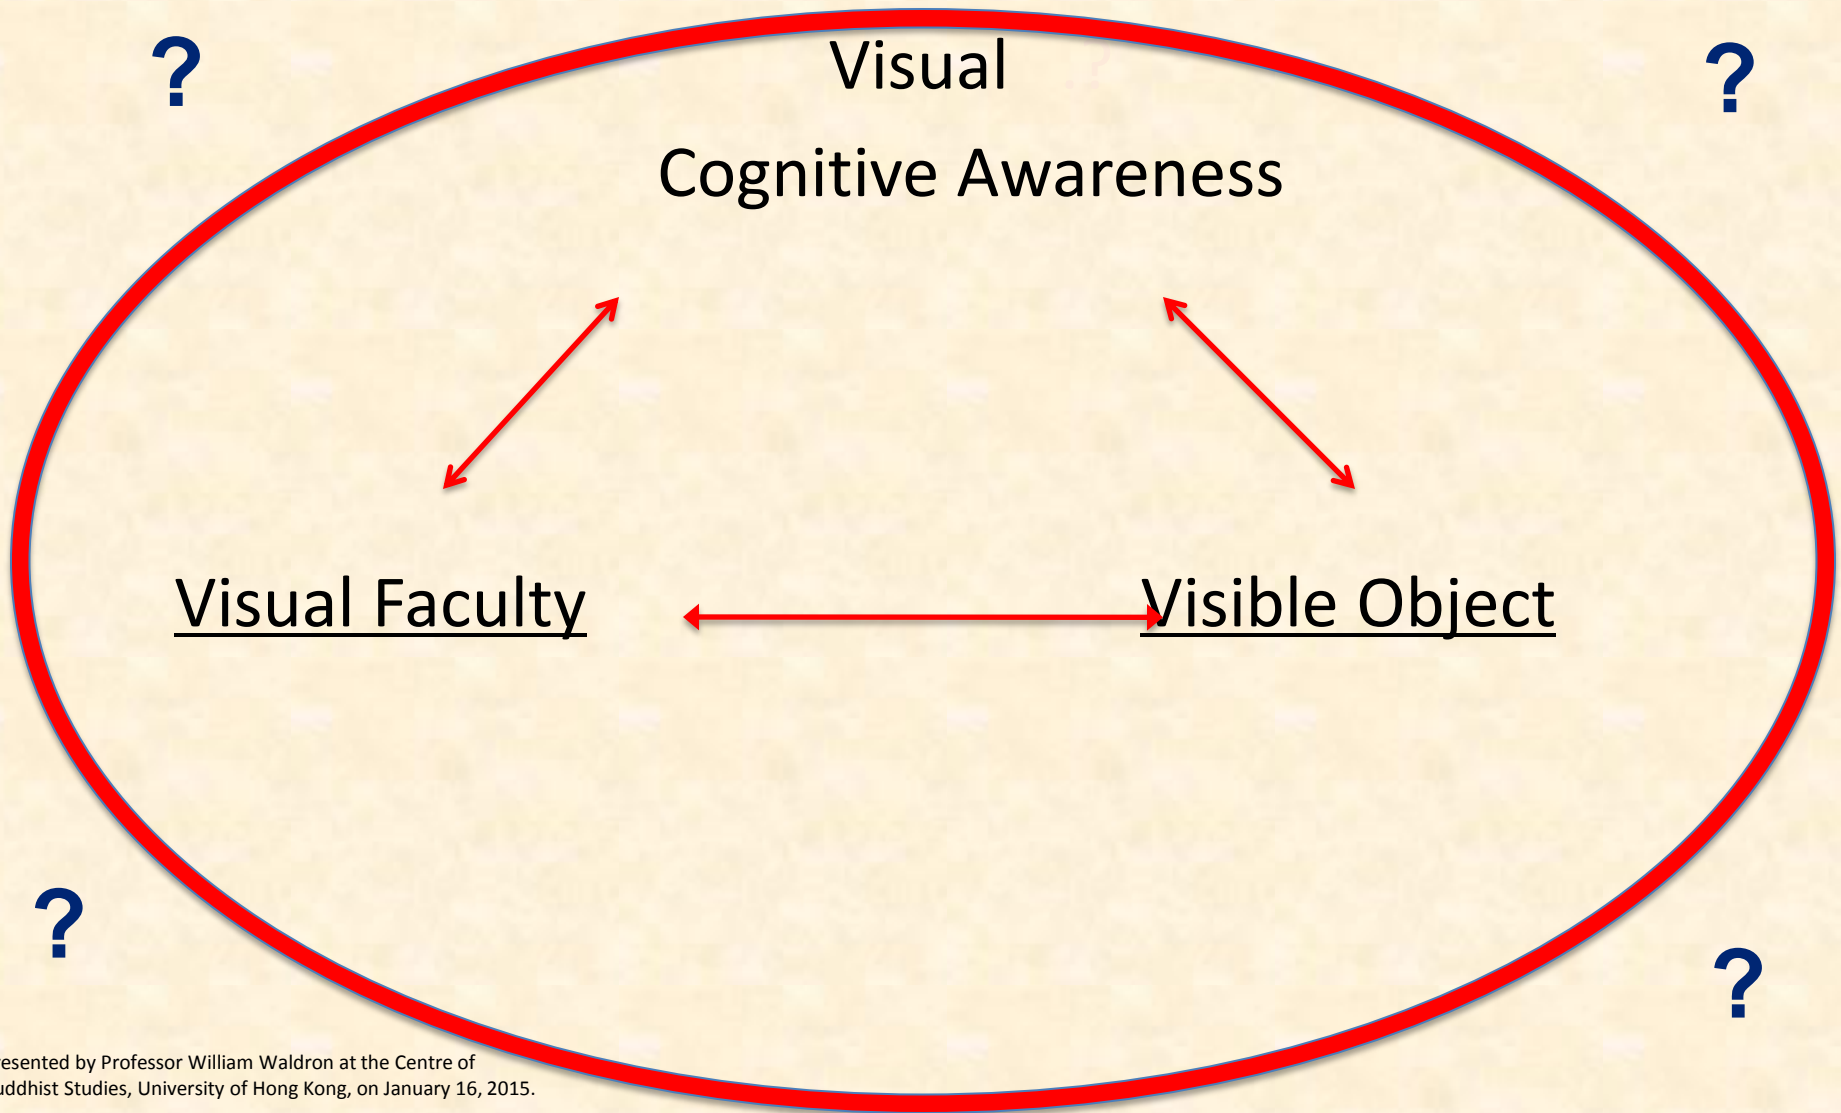 ?
?
Visual
Cognitive Awareness
Visual Faculty
Visible Object
?
?
resented by Professor William Waldron at the Centre of
uddhist Studies, University of Hong Kong, on January 16, 2015.